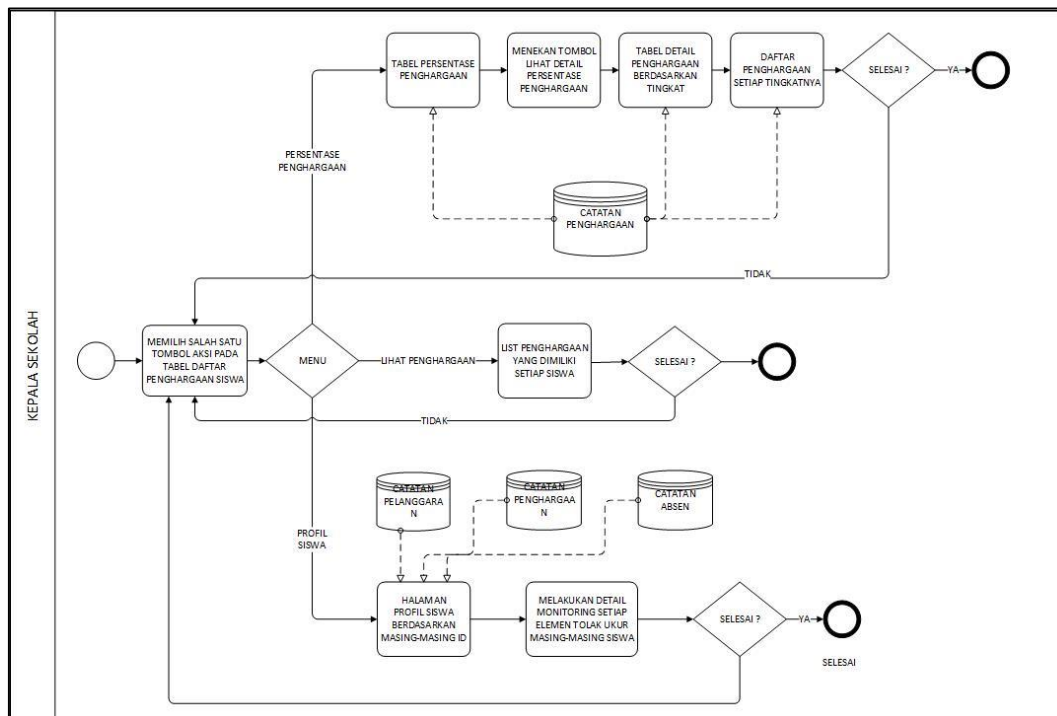 KEPALA SEKOLAH
TABEL PERSENTASE
PENGHARGAAN
MENEKAN TOMBOL
LIHAT DETAIL
PERSENTASE
PENGHARGAAN
TABEL DETAIL
PENGHARGAAN
BERDASARKAN
TINGKAT
DAFTAR
PENGHARGAAN
SETIAP TINGKATNYA
SELESAI ?
YA
PERSENTASE
PENGHARGAAN
CATATAN
PENGHARGAAN
TIDAK
MEMILIH SALAH SATU
TOMBOL AKSI PADA
TABEL DAFTAR
PENGHARGAAN SISWA
MENU
LIHAT PENGHARGAAN
LIST PENGHARGAAN
YANG DIMILIKI
SETIAP SISWA
SELESAI ?
TIDAK
CATATAN
PELANGGARA
N
CATATAN
PENGHARGAA
N
CATATAN
ABSEN
PROFIL
SISWA
HALAMAN
PROFIL SISWA
BERDASARKAN
MASING-MASING ID
MELAKUKAN DETAIL
MONITORING SETIAP
ELEMEN TOLAK UKUR
MASING-MASING SISWA
SELESAI ?
YA
SELESAI